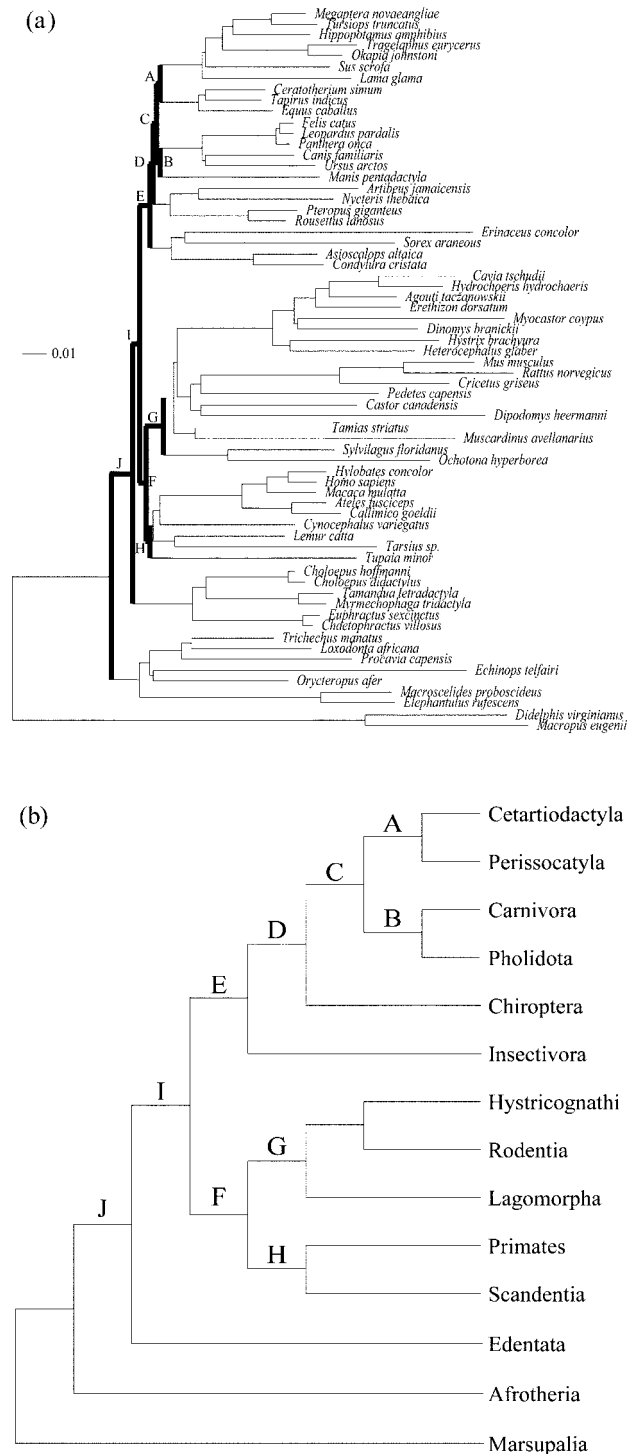 (a)
Megaptera novaeangliae
Tursiops truncatus
Hippopotamus amphibius
Tragelaphus eurycerus
Okapia johnstoni
Sus scrofa
A
Lama glama
Ceratotherium simum
Tapirus indicus
Equus caballus
C
Felis catus
Leopardus pardalis
Panthera onca
Canis familiaris
D
B
Ursus arctos
Manis pentadactyla
E
Artibeus jamaicensis
Nycteris thebaica
Pteropus giganteus
Rousettus lanosus
Erinaceus concolor
Sorex araneous
Asioscalops altaica
Condylura cristata
Cavia tschudii
Hydrochoeris hydrochaeris
Agouti taczanowskii
Erethizon dorsatum
Myocastor coypus
I
Dinomys branickii
Hystrix brachyura
0.01
Heterocephalus glaber
Mus musculus
Rattus norvegicus
Cricetus griseus
Pedetes capensis
Castor canadensis
G
Dipodomys heermanni
Tamias striatus
Muscardinus avellanarius
Sylvilagus floridanus
J
Ochotona hyperborea
Hylobates concolor
F
Homo sapiens
Macaca mulatta
Ateles fusciceps
Callimico goeldii
Cynocephalus variegatus
Lemur catta
H
Tarsius sp.
Tupaia minor
Choloepus hoffmanni
Choloepus didactylus
Tamandua tetradactyla
Myrmechophaga tridactyla
Euphractus sexcinctus
Chaetophractus villosus
Trichechus manatus
Loxodonta africana
Procavia capensis
Echinops telfairi
Orycteropus afer
Macroscelides proboscideus
Elephantulus rufescens
Didelphis virginianus
Macropus eugenii
(b)
A
Cetartiodactyla
C
Perissocatyla
B
Carnivora
D
Pholidota
E
Chiroptera
Insectivora
I
Hystricognathi
G
Rodentia
F
Lagomorpha
J
H
Primates
Scandentia
Edentata
Afrotheria
Marsupalia